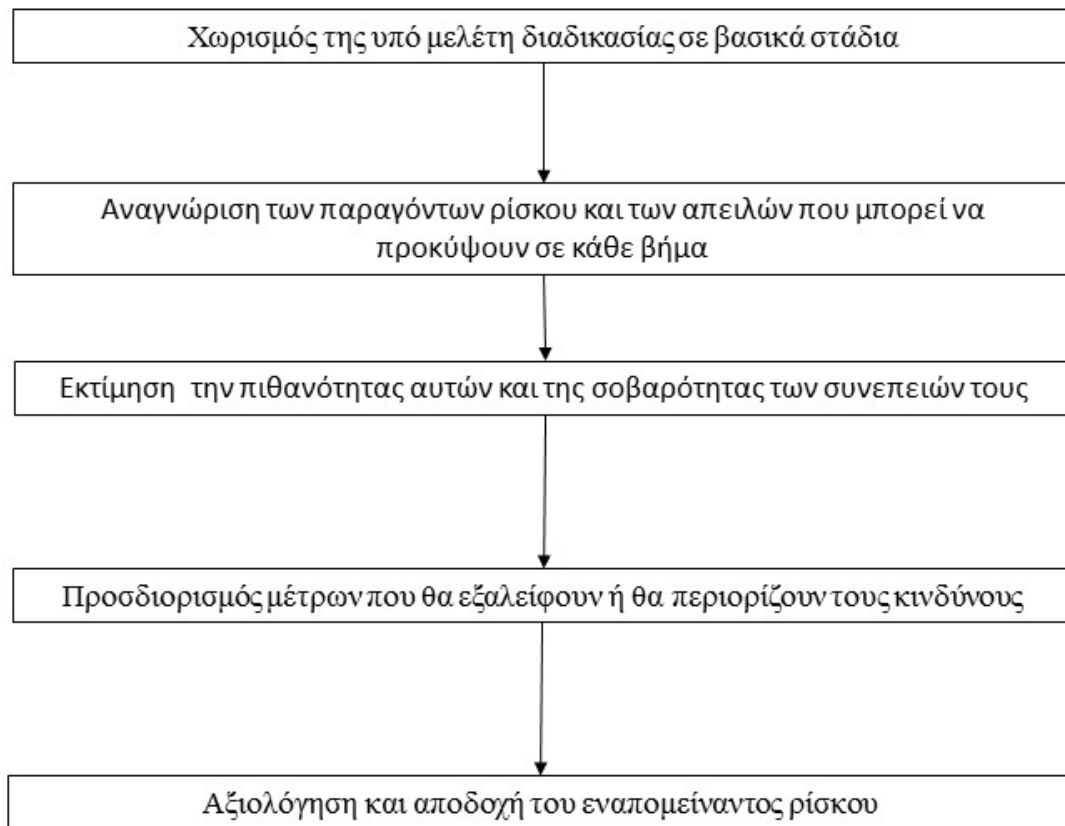 Χωρισμός της υπό μελέτη διαδικασίας σε βασικά στάδια
Αναγνώριση των παραγόντων ρίσκου και των απειλών που μπορεί να
προκύψουν σε κάθε βήμα
Εκτίμηση την πιθανότητας αυτών και της σοβαρότητας των συνεπειών τους
Προσδιορισμός μέτρων που θα εξαλείφουν ή θα περιορίζουν τους κινδύνους
Αξιολόγηση και αποδοχή του εναπομείναντος ρίσκου